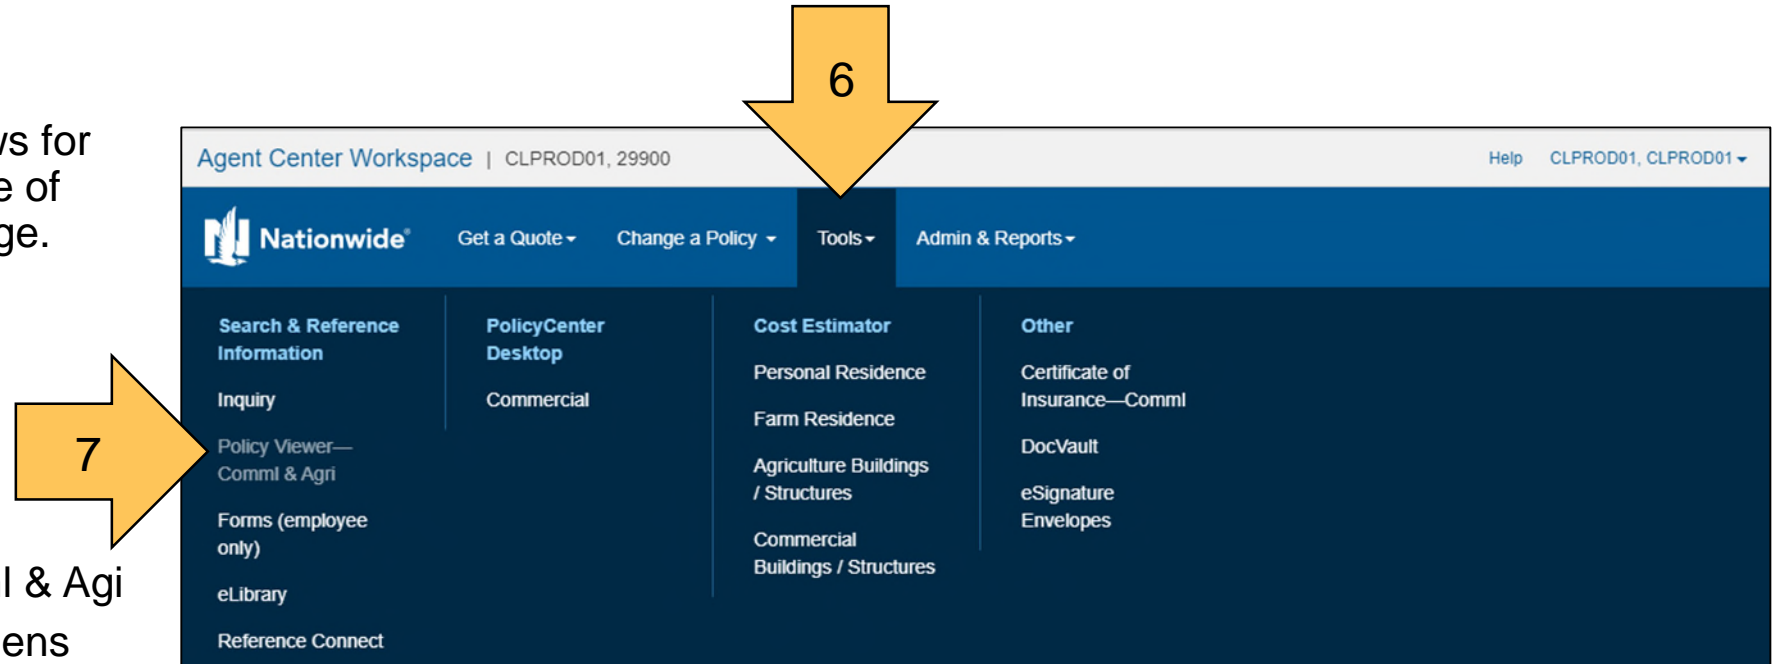 6
ws for
e of
ge.
Agent Center Workspace | CLPROD01, 29900
Help CLPROD01, CLPROD01
Nationwide®
Get a Quote Change a Policy Tools Admin & Reports
Search & Reference
Information
Inquiry
Policy Viewer—
Comml & Agri
Forms (employee
only)
eLibrary
Reference Connect
PolicyCenter
Desktop
Commercial
Cost Estimator
Personal Residence
Farm Residence
Agriculture Buildings
/ Structures
Commercial
Buildings / Structures
Other
Certificate of
Insurance—Comml
DocVault
eSignature
Envelopes
7
l & Agi
ens